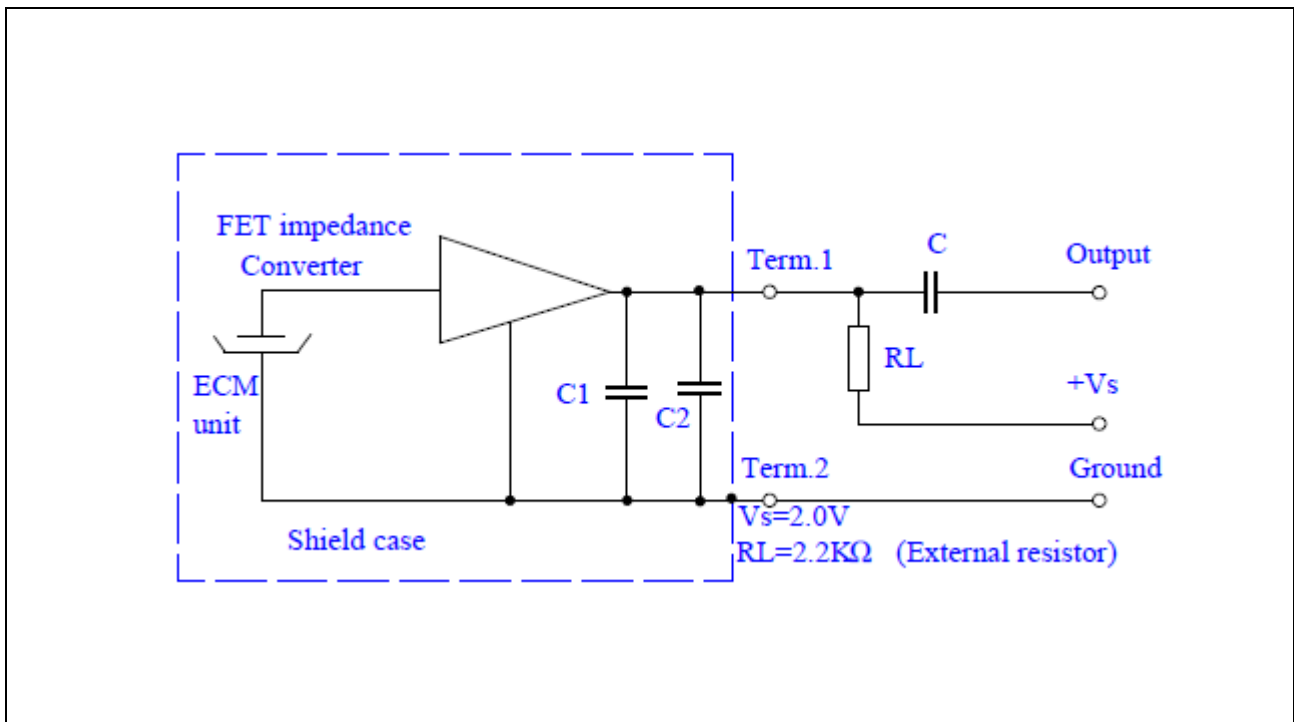 FET impedance
Converter
ECM
unit
C1
C2
Shield case
Term.1
C
Output
RL
+Vs
Term.2
Ground
Vs=2.0V
RL=2.2KΩ (External resistor)